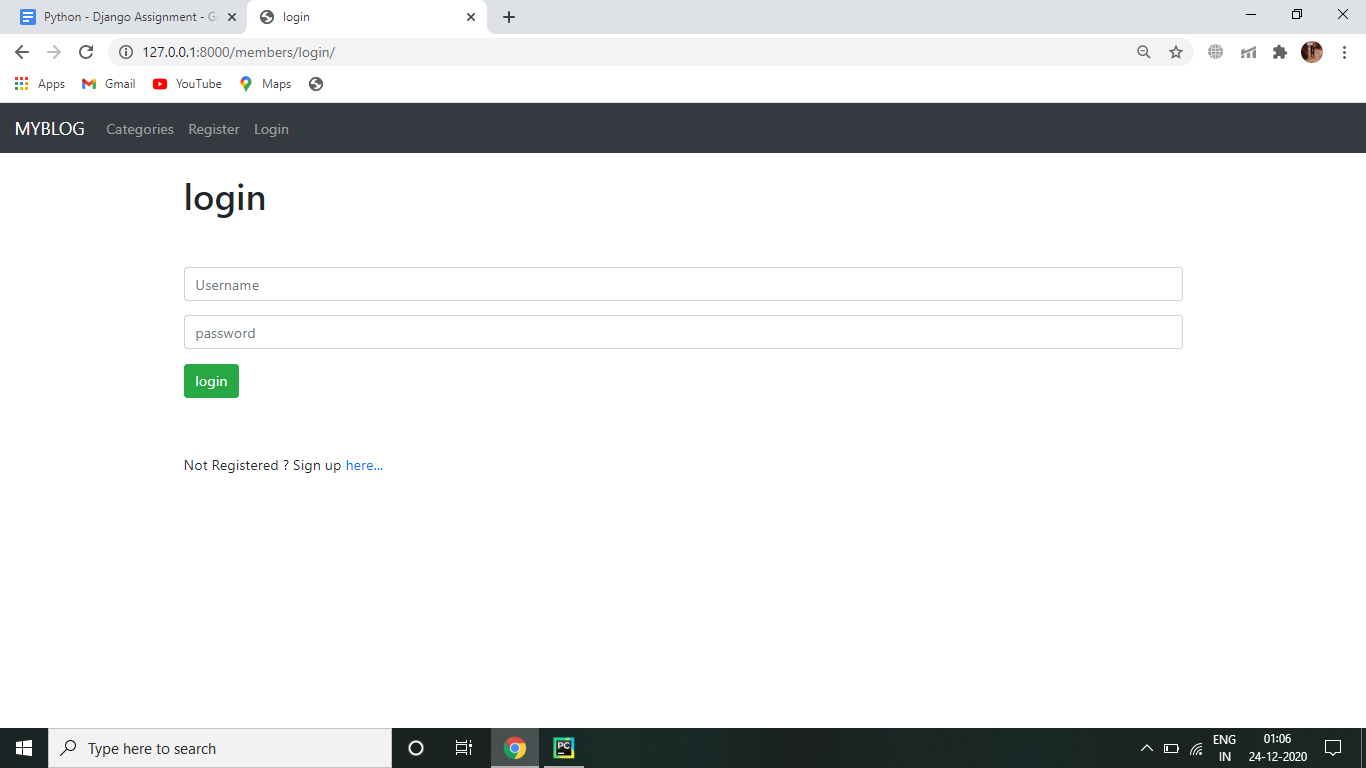 Python - Django Assignment - G
login
127.0.0.1:8000/members/login/
Apps Gmail YouTube Maps
MYBLOG Categories Register Login
login
Username
password
login
Not Registered ? Sign up here...
Type here to search
PC
ENG
IN
01:06
24-12-2020